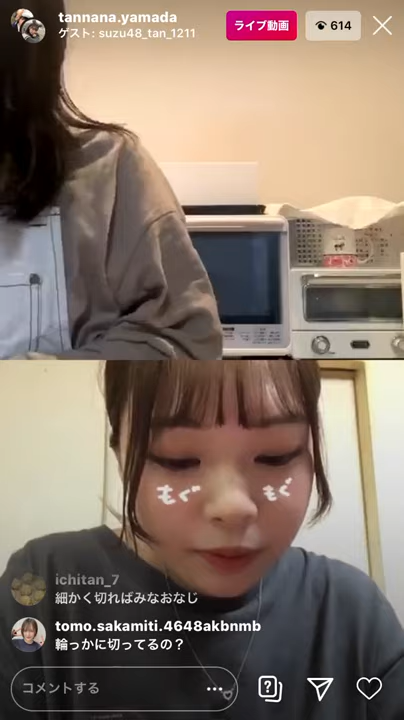 tannana.yamada
ゲスト: suzu48_tan_1211
ライブ動画
614
もぐ
もぐ
ichitan_7
細かく切ればみなおなじ
tomo.sakamiti.4648akbnmb
輪っかに切ってるの？
コメントする